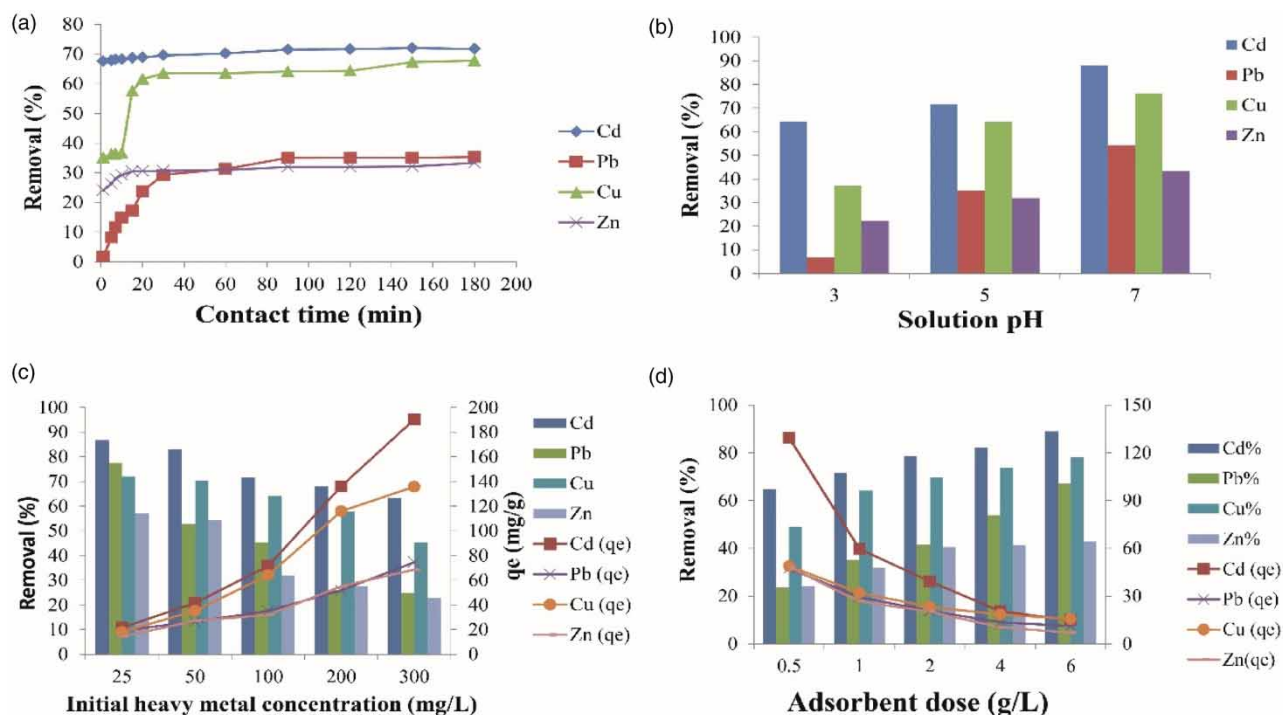 (a)
80
70
60
50
40
30
20
10
0
Removal (%)
0 20 40 60 80 100 120 140 160 180 200
Contact time (min)
Cd
Pb
Cu
Zn
(b)
100
90
80
70
60
50
40
30
20
10
0
Removal (%)
3 5 7
Solution pH
Cd
Pb
Cu
Zn
(c)
100
90
80
70
60
50
40
30
20
10
0
Removal (%)
200
180
160
140
120
100
80
60
40
20
0
qe (mg/g)
25 50 100 200 300
Initial heavy metal concentration (mg/L)
Cd
Pb
Cu
Zn
Cd (qe)
Pb (qe)
Cu (qe)
Zn (qe)
(d)
100
80
60
40
20
0
Removal (%)
150
120
90
60
30
0
0.5 1 2 4 6
Adsorbent dose (g/L)
Cd%
Pb%
Cu%
Zn%
Cd (qe)
Pb (qe)
Cu (qe)
Zn(qe)